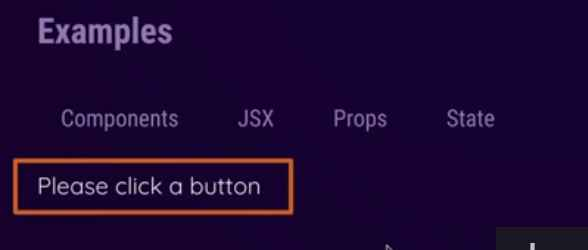 Examples
Components JSX Props State
Please click a button